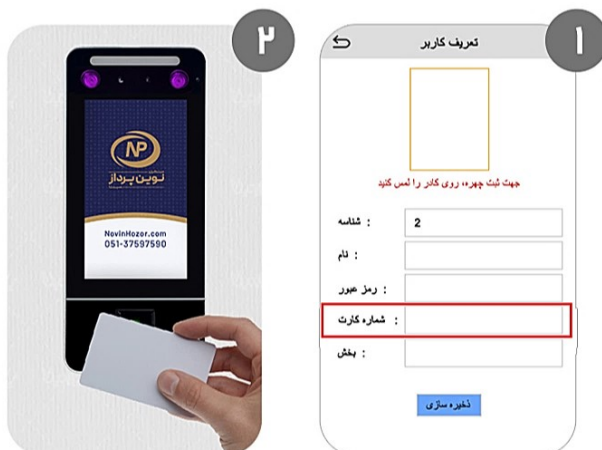 ۱
تعریف کاربر
جهت ثبت چهره، روی کادر را لمس کنید
شناسه :
2
نام :
رمز عبور :
شماره کارت :
بخش :
ذخیره سازی
۲
NP
نوین پرداز
NovinHozor.com
051-37597590